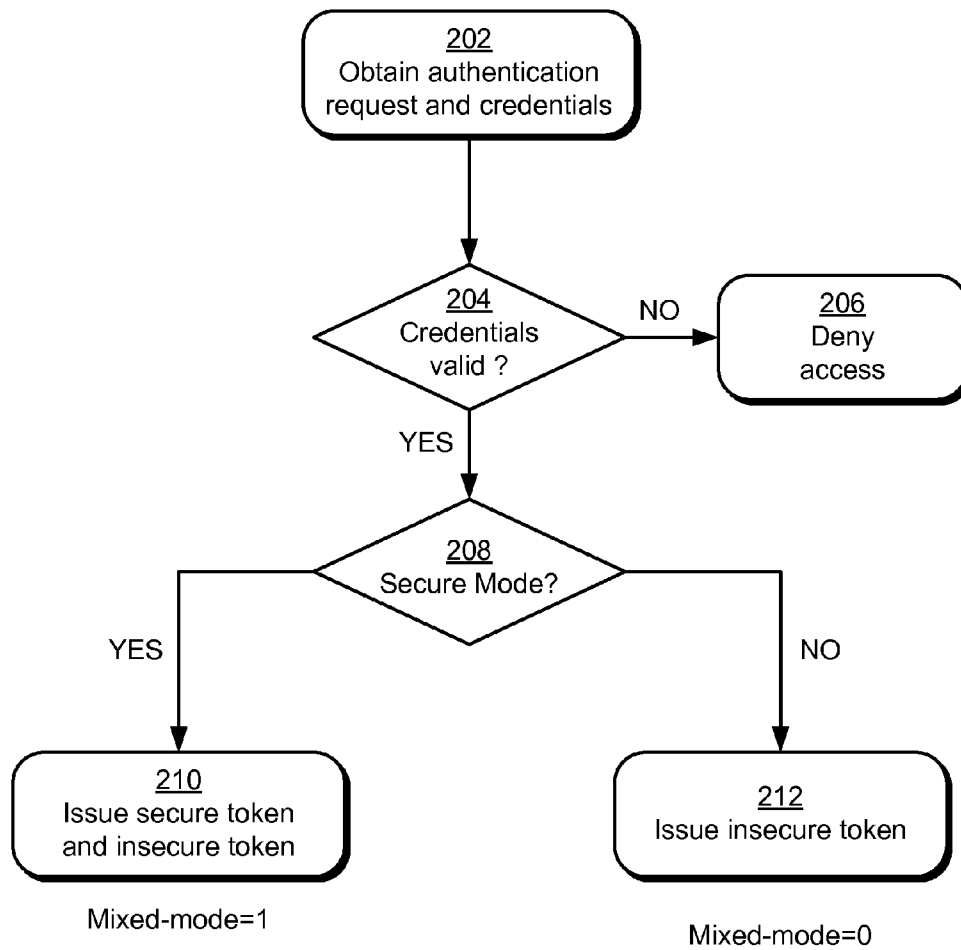 202
Obtain authentication
request and credentials
204
Credentials
valid ?
NO
206
Deny
access
YES
208
Secure Mode?
YES
NO
210
Issue secure token
and insecure token
212
Issue insecure token
Mixed-mode=1
Mixed-mode=0